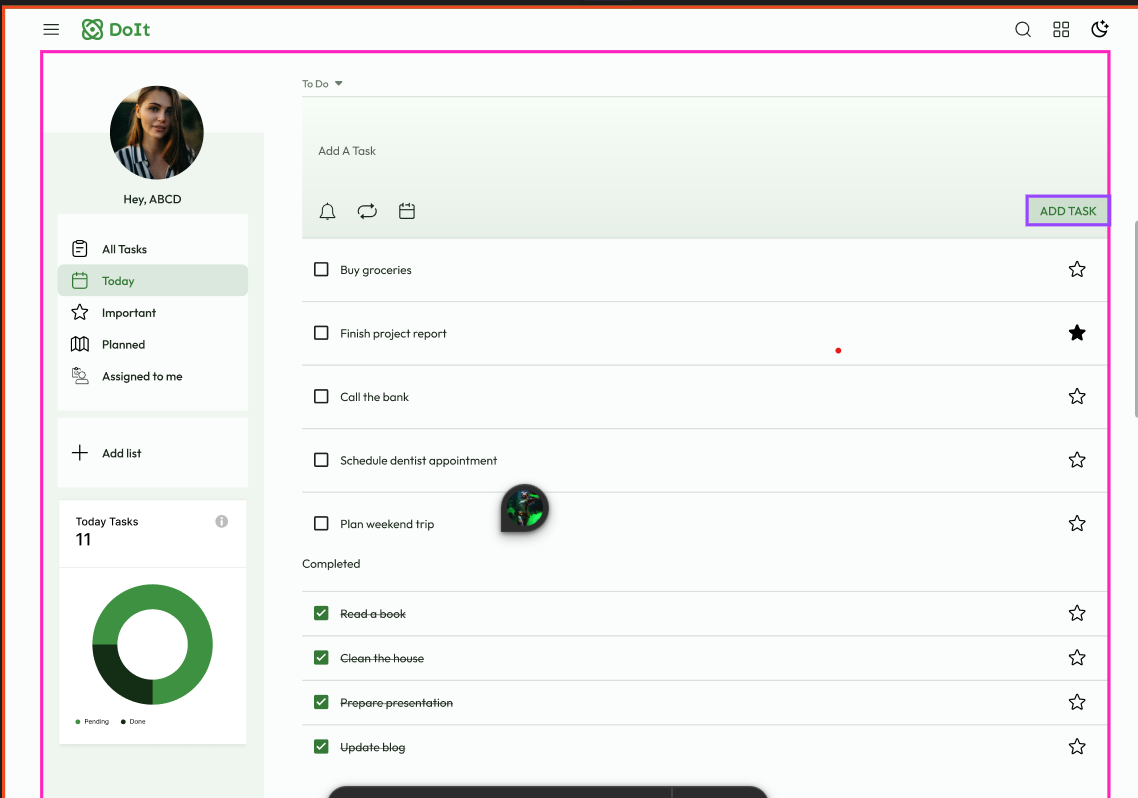 DoIt
Hey, ABCD
All Tasks
Today
Important
Planned
Assigned to me
Add list
Today Tasks
11
Pending
Done
To Do
Add A Task
ADD TASK
Buy groceries
Finish project report
Call the bank
Schedule dentist appointment
Plan weekend trip
Completed
Read a book
Clean the house
Prepare presentation
Update blog